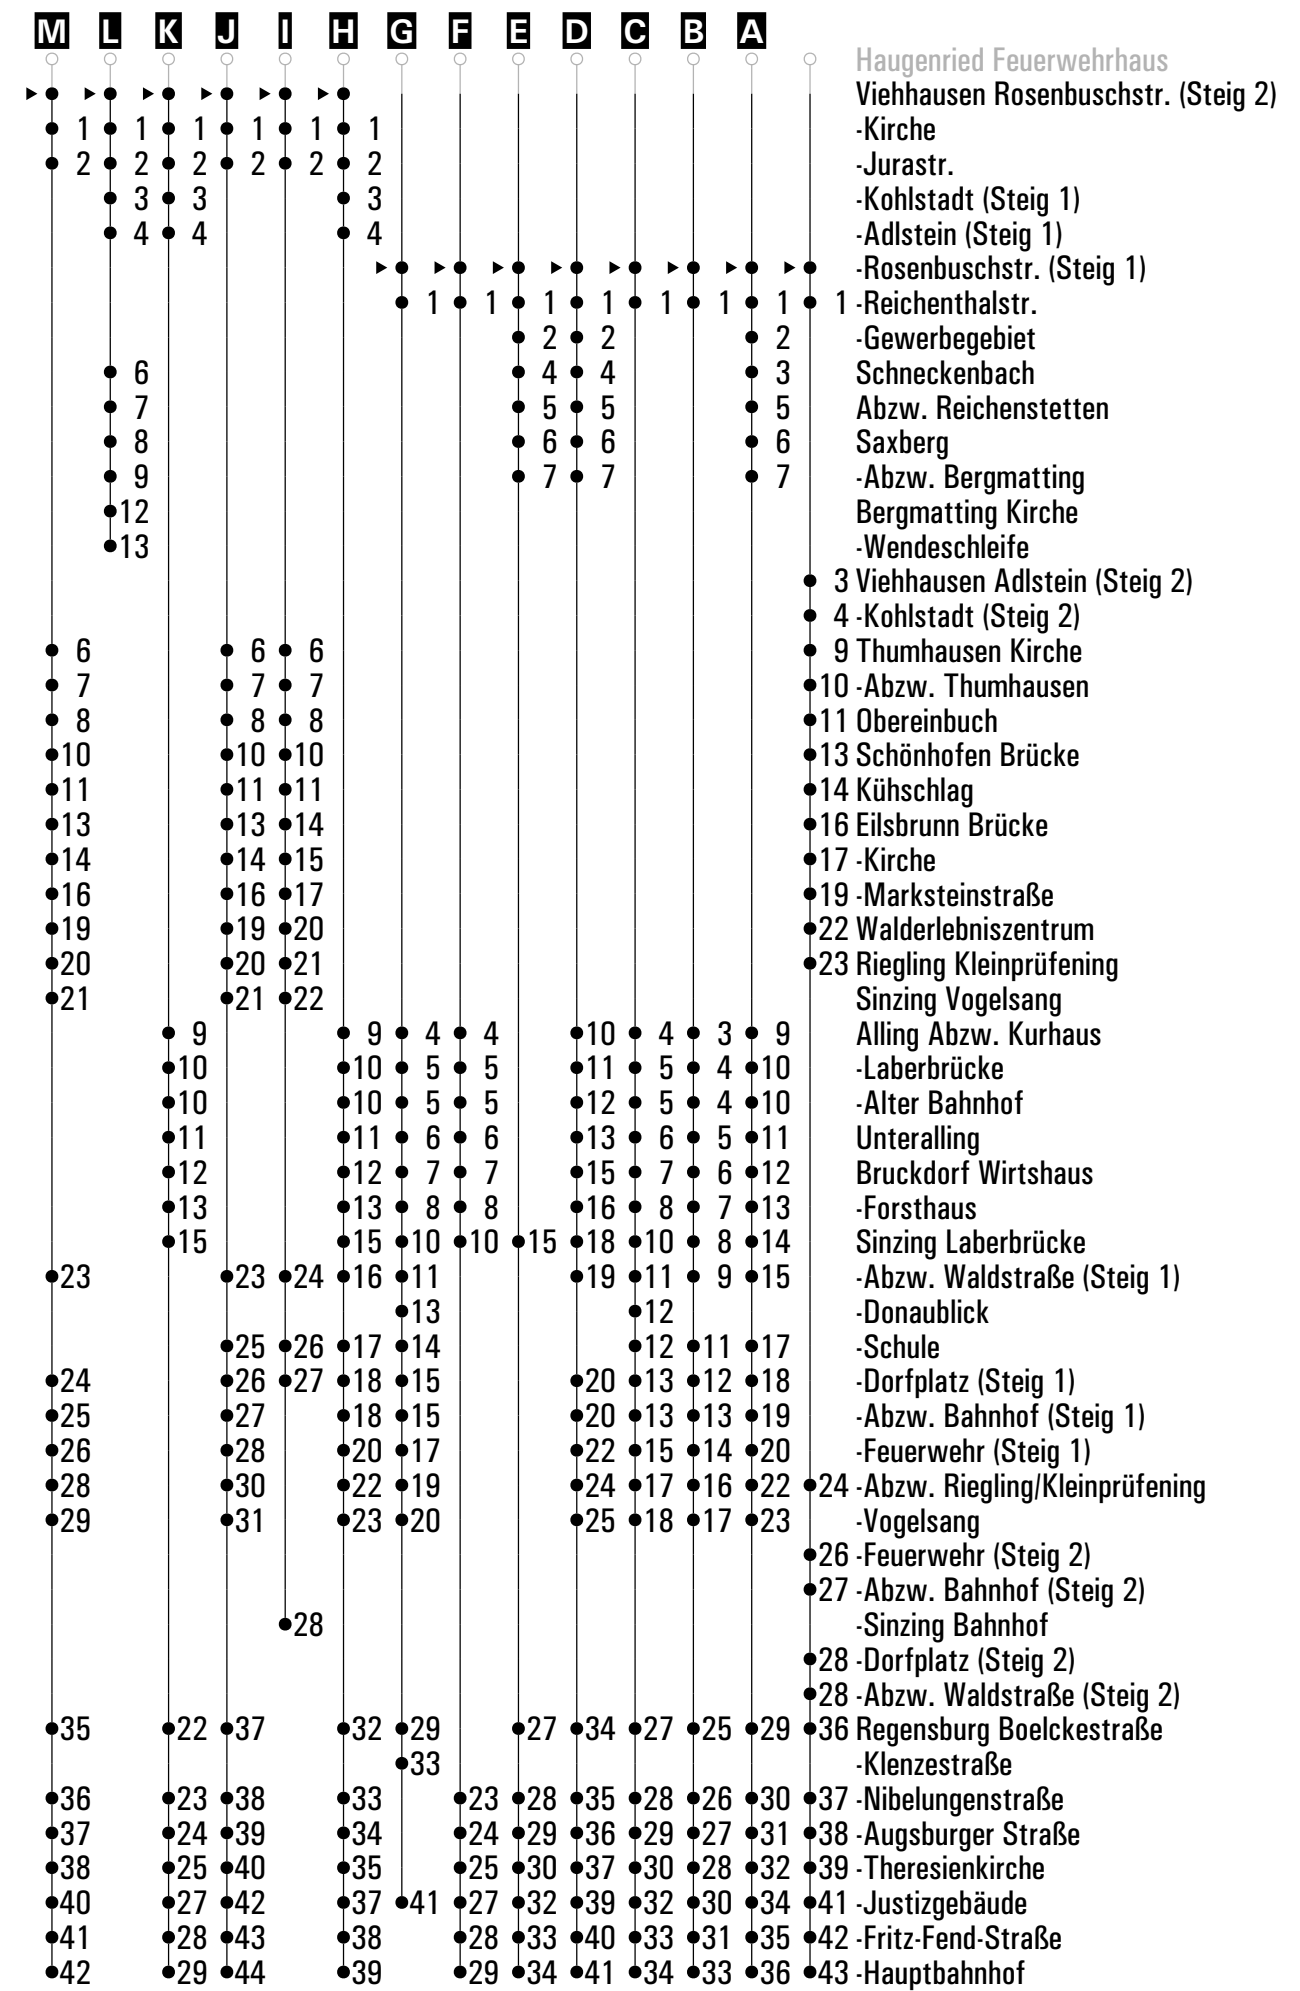 M L K J I H G F E D C B A
Haugenried Feuerwehrhaus
Viehhausen Rosenbuschstr. (Steig 2)
1 1 1 1 1 1 -Kirche
2 2 2 2 2 2 -Jurastr.
3 3 3 -Kohlstadt (Steig 1)
4 4 4 -Adlstein (Steig 1)
-Rosenbuschstr. (Steig 1)
1 1 1 1 1 1 1 1 -Reichenthalstr.
2 2 2 -Gewerbegebiet
6 4 4 3 Schneckenbach
7 5 5 5 Abzw. Reichenstetten
8 6 6 6 Saxberg
9 7 7 7 -Abzw. Bergmatting
12 Bergmatting Kirche
13 -Wendeschleife
3 Viehhausen Adlstein (Steig 2)
4 -Kohlstadt (Steig 2)
6 6 6 9 Thumhausen Kirche
7 7 7 10 -Abzw. Thumhausen
8 8 8 11 Obereinbuch
10 10 10 13 Schönhofen Brücke
11 11 11 14 Kühschlag
13 13 14 16 Eilsbrunn Brücke
14 14 15 17 -Kirche
16 16 17 19 -Marksteinstraße
19 19 20 22 Walderlebniszentrum
20 20 21 23 Riegling Kleinprüfening
21 21 22 Sinzing Vogelsang
9 9 4 4 10 4 3 9 Alling Abzw. Kurhaus
10 10 5 5 11 5 4 10 -Laberbrücke
10 10 5 5 12 5 4 10 -Alter Bahnhof
11 11 6 6 13 6 5 11 Unteralling
12 12 7 7 15 7 6 12 Bruckdorf Wirtshaus
13 13 8 8 16 8 7 13 -Forsthaus
15 15 10 10 15 18 10 8 14 Sinzing Laberbrücke
23 23 24 16 11 19 11 9 15 -Abzw. Waldstraße (Steig 1)
13 12 -Donaublick
25 26 17 14 12 11 17 -Schule
24 26 27 18 15 20 13 12 18 -Dorfplatz (Steig 1)
25 27 18 15 20 13 13 19 -Abzw. Bahnhof (Steig 1)
26 28 20 17 22 15 14 20 -Feuerwehr (Steig 1)
28 30 22 19 24 17 16 22 24 -Abzw. Riegling/Kleinprüfening
29 31 23 20 25 18 17 23 -Vogelsang
26 -Feuerwehr (Steig 2)
27 -Abzw. Bahnhof (Steig 2)
28 -Sinzing Bahnhof
28 -Dorfplatz (Steig 2)
28 -Abzw. Waldstraße (Steig 2)
35 22 37 32 29 27 34 27 25 29 36 Regensburg Boelckestraße
33 -Klenzestraße
36 23 38 33 23 28 35 28 26 30 37 -Nibelungenstraße
37 24 39 34 24 29 36 29 27 31 38 -Augsburger Straße
38 25 40 35 25 30 37 30 28 32 39 -Theresienkirche
40 27 42 37 41 27 32 39 32 30 34 41 -Justizgebäude
41 28 43 38 28 33 40 33 31 35 42 -Fritz-Fend-Straße
42 29 44 39 29 34 41 34 33 36 43 -Hauptbahnhof